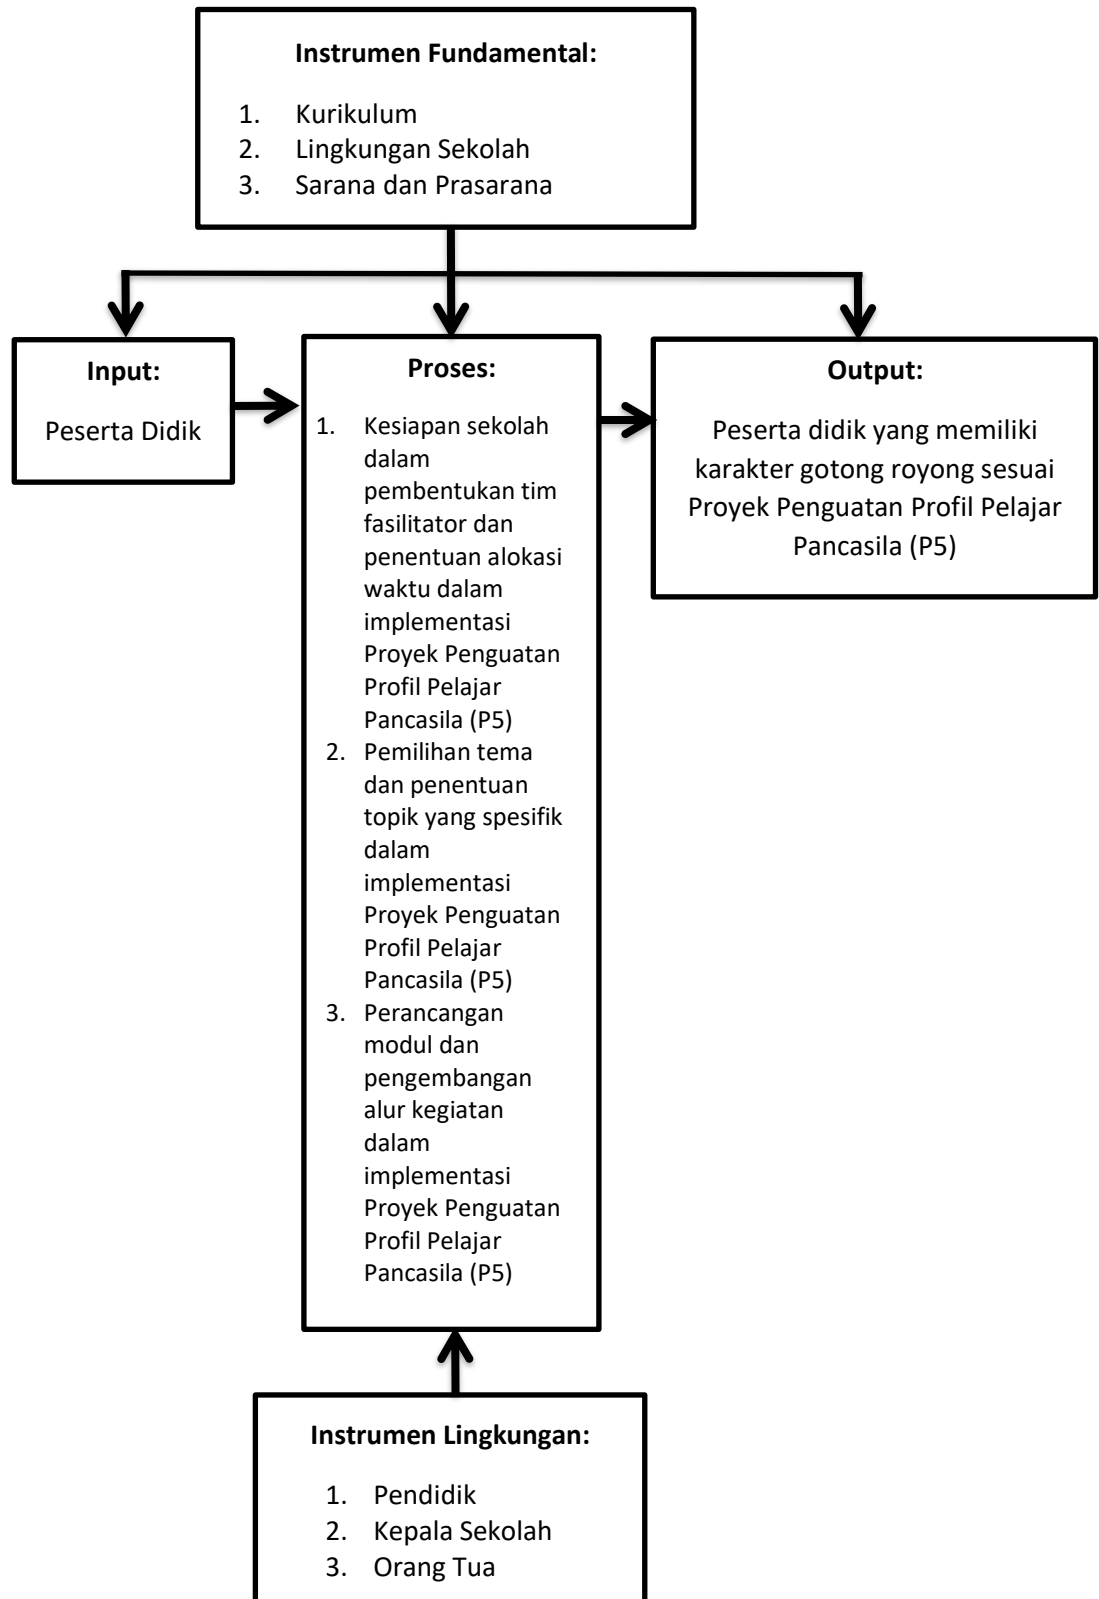 Instrumen Fundamental:
1. Kurikulum
2. Lingkungan Sekolah
3. Sarana dan Prasarana
Input:
Peserta Didik
Proses:
1. Kesiapan sekolah
dalam
pembentukan tim
fasilitator dan
penentuan alokasi
waktu dalam
implementasi
Proyek Penguatan
Profil Pelajar
Pancasila (P5)
2. Pemilihan tema
dan penentuan
topik yang spesifik
dalam
implementasi
Proyek Penguatan
Profil Pelajar
Pancasila (P5)
3. Perancangan
modul dan
pengembangan
alur kegiatan
dalam
implementasi
Proyek Penguatan
Profil Pelajar
Pancasila (P5)
Output:
Peserta didik yang memiliki
karakter gotong royong sesuai
Proyek Penguatan Profil Pelajar
Pancasila (P5)
Instrumen Lingkungan:
1. Pendidik
2. Kepala Sekolah
3. Orang Tua